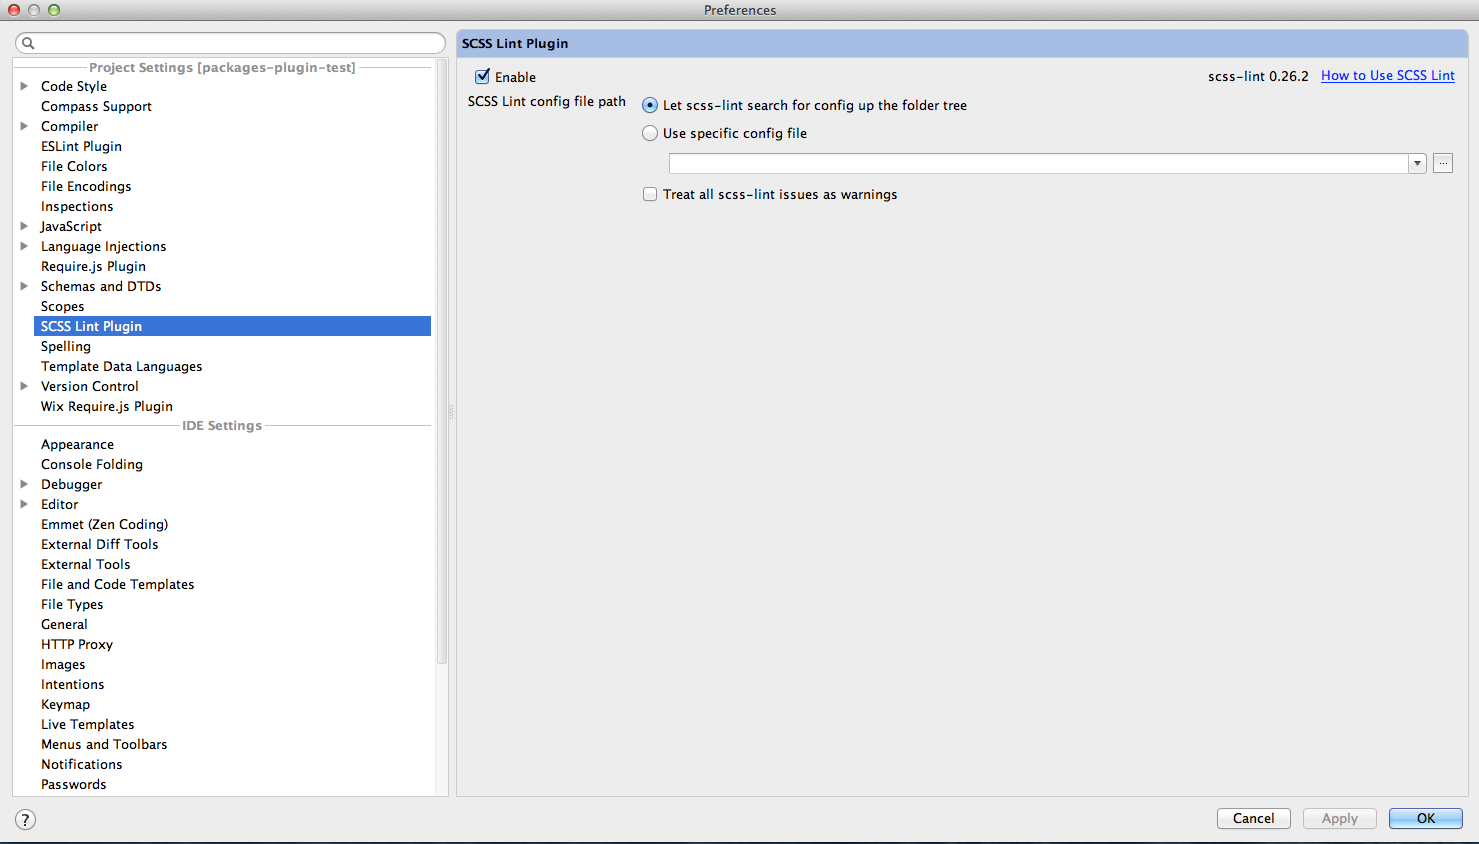 Preferences
Project Settings [packages-plugin-test]
Code Style
Compass Support
Compiler
ESLint Plugin
File Colors
File Encodings
Inspections
JavaScript
Language Injections
Require.js Plugin
Schemas and DTDs
Scopes
SCSS Lint Plugin
Spelling
Template Data Languages
Version Control
Wix Require.js Plugin
IDE Settings
Appearance
Console Folding
Debugger
Editor
Emmet (Zen Coding)
External Diff Tools
External Tools
File and Code Templates
File Types
General
HTTP Proxy
Images
Intentions
Keymap
Live Templates
Menus and Toolbars
Notifications
Passwords
SCSS Lint Plugin
Enable
scss-lint 0.26.2 How to Use SCSS Lint
SCSS Lint config file path
Let scss-lint search for config up the folder tree
Use specific config file
...
Treat all scss-lint issues as warnings
?
Cancel
Apply
OK